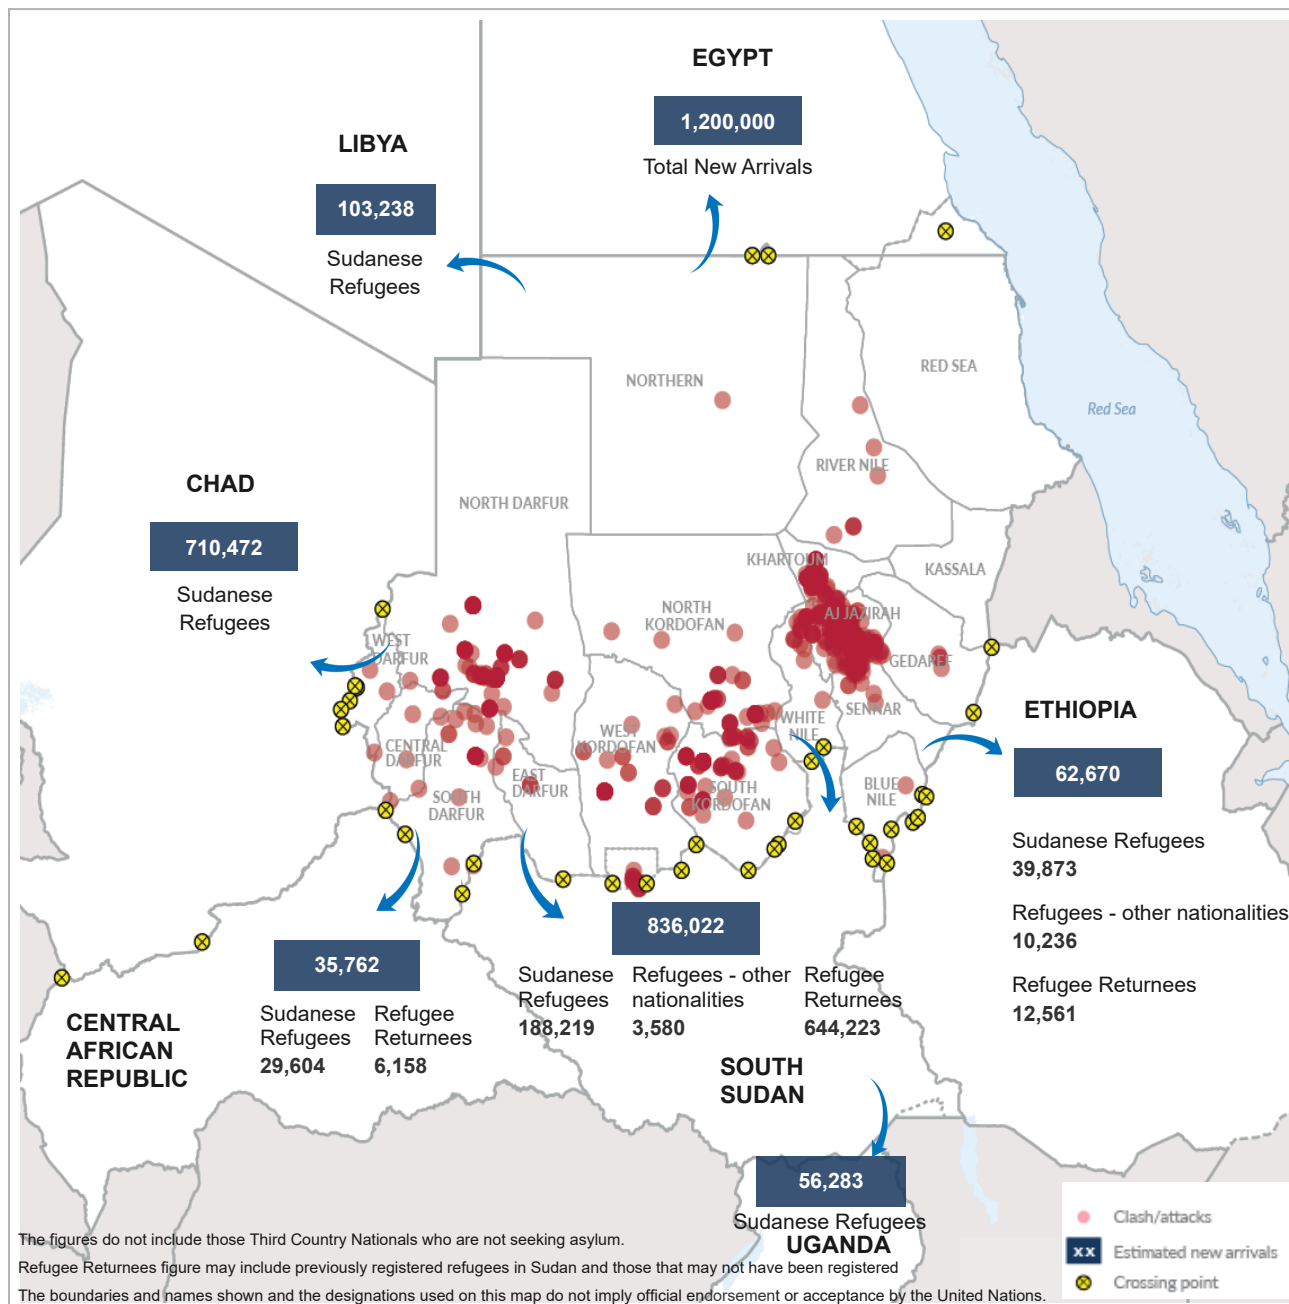 EGYPT
1,200,000
Total New Arrivals
LIBYA
103,238
Sudanese
Refugees
RED SEA
NORTHERN
Red Sea
RIVER NILE
CHAD
NORTH DARFUR
710,472
KHARTOUM
KASSALA
Sudanese
Refugees
NORTH
KORDOFAN
AJ JAZIRAH
WEST
DARFUR
GEDAREF
SENNAR
WHITE
NILE
ETHIOPIA
WEST
KORDOFAN
CENTRAL
DARFUR
62,670
EAST
DARFUR
SOUTH
KORDOFAN
BLUE
NILE
SOUTH
DARFUR
Sudanese Refugees
39,873
Refugees - other nationalities
10,236
Refugee Returnees
12,561
836,022
Sudanese
Refugees
188,219
Refugees - other
nationalities
3,580
Refugee
Returnees
644,223
35,762
Sudanese
Refugees
29,604
Refugee
Returnees
6,158
CENTRAL
AFRICAN
REPUBLIC
SOUTH
SUDAN
56,283
Sudanese Refugees
UGANDA
Clash/attacks
xx Estimated new arrivals
Crossing point
The figures do not include those Third Country Nationals who are not seeking asylum.
Refugee Returnees figure may include previously registered refugees in Sudan and those that may not have been registered
The boundaries and names shown and the designations used on this map do not imply official endorsement or acceptance by the United Nations.